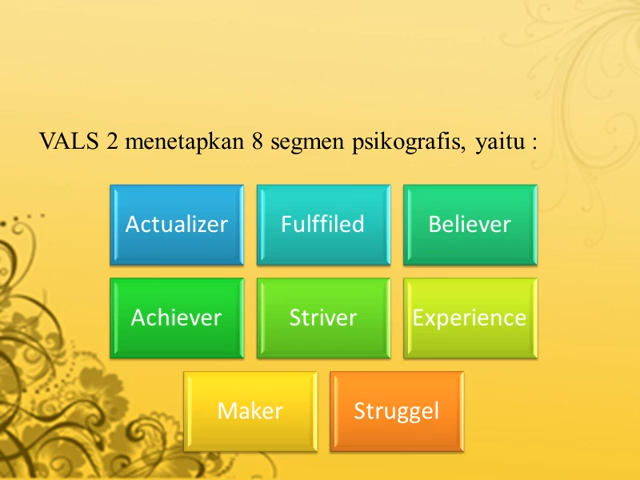 VALS 2 menetapkan 8 segmen psikografis, yaitu :
Actualizer
Fulffiled
Believer
Achiever
Striver
Experience
Maker
Struggel